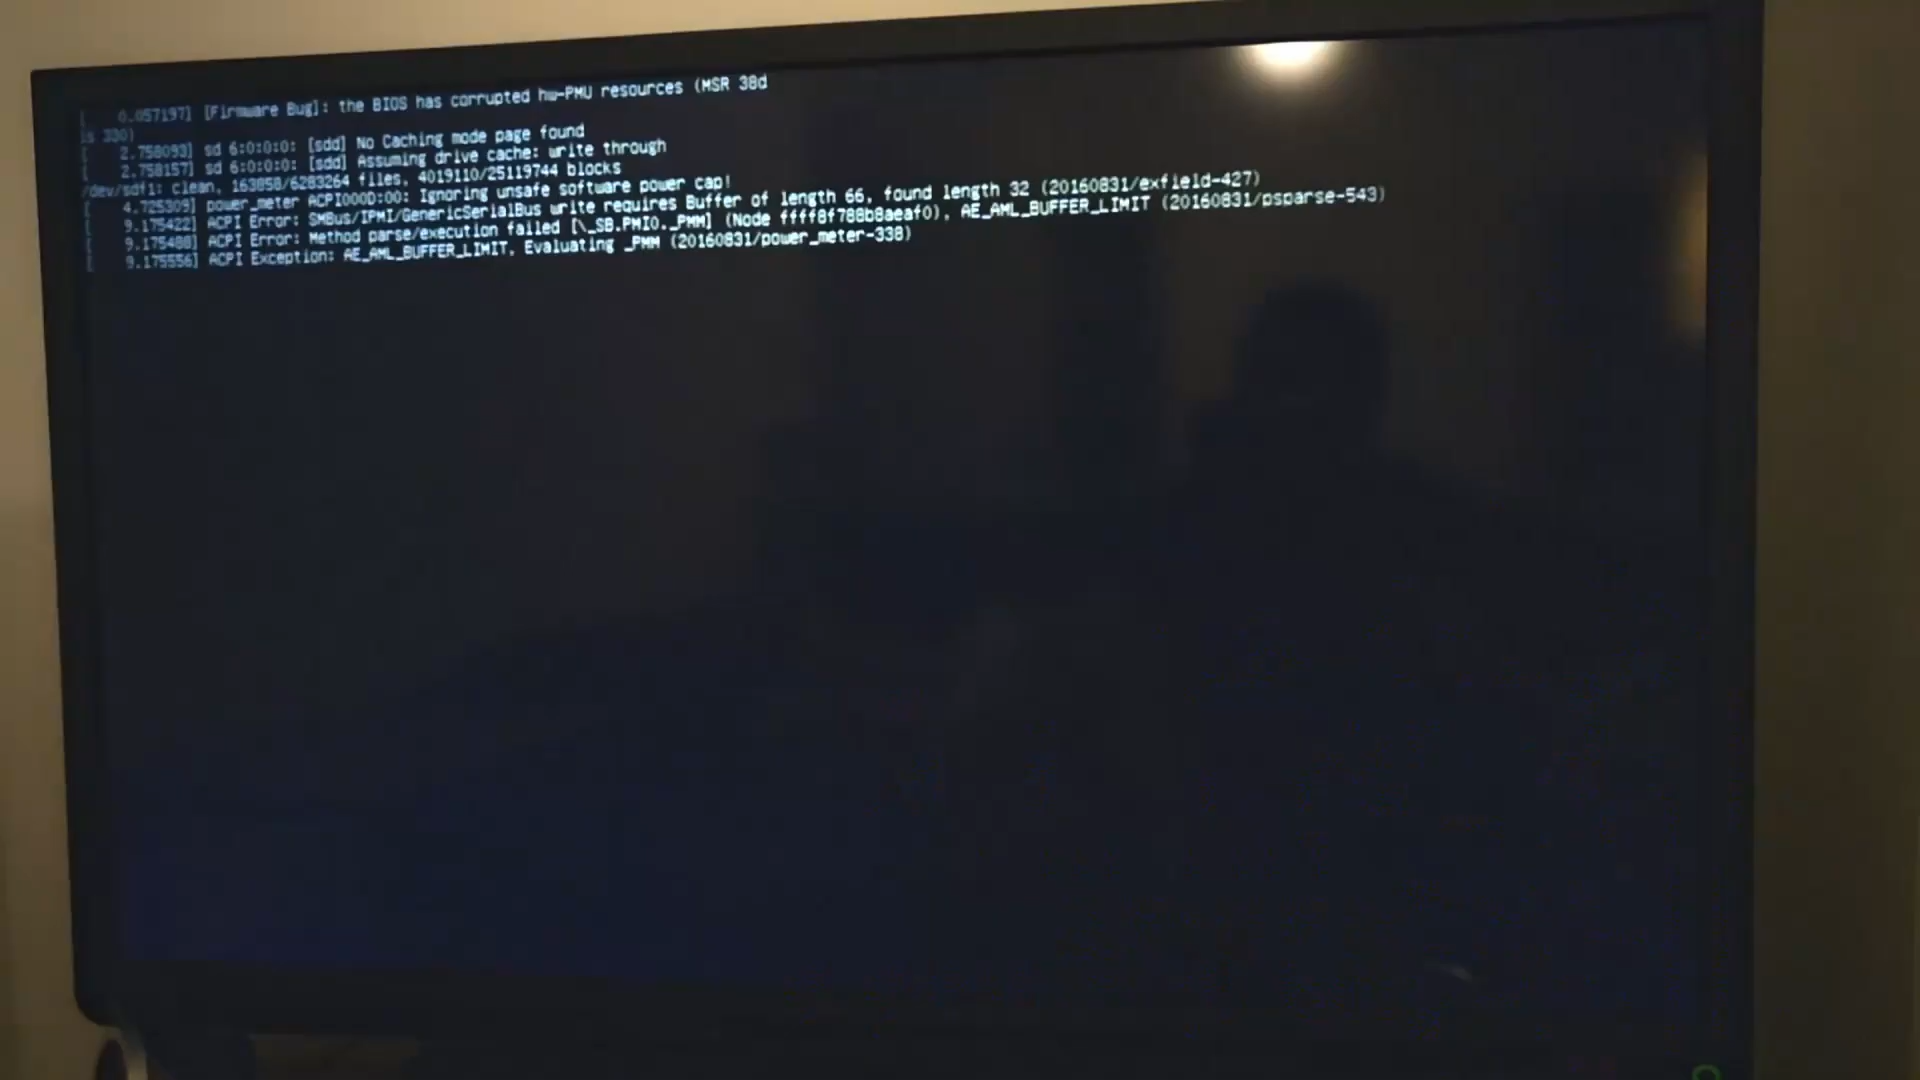 [    0.057197] [Firmware Bug]: the BIOS has corrupted hw-PMU resources (MSR 38d
is 330)
[    2.758093] sd 6:0:0:0: [sdd] No Caching mode page found
[    2.758157] sd 6:0:0:0: [sdd] Assuming drive cache: write through
/dev/sdf1: clean, 163858/6283264 files, 4019110/25119744 blocks
[    4.725309] power_meter ACPI000D:00: Ignoring unsafe software power cap!
[    9.175422] ACPI Error: SMBus/IPMI/GenericSerialBus write requires Buffer of length 66, found length 32 (20160831/exfield-427)
[    9.175488] ACPI Error: Method parse/execution failed [\_SB.PMI0._PMM] (Node ffff8f788b8aeaf0), AE_AML_BUFFER_LIMIT (20160831/psparse-543)
[    9.175556] ACPI Exception: AE_AML_BUFFER_LIMIT, Evaluating _PMM (20160831/power_meter-338)